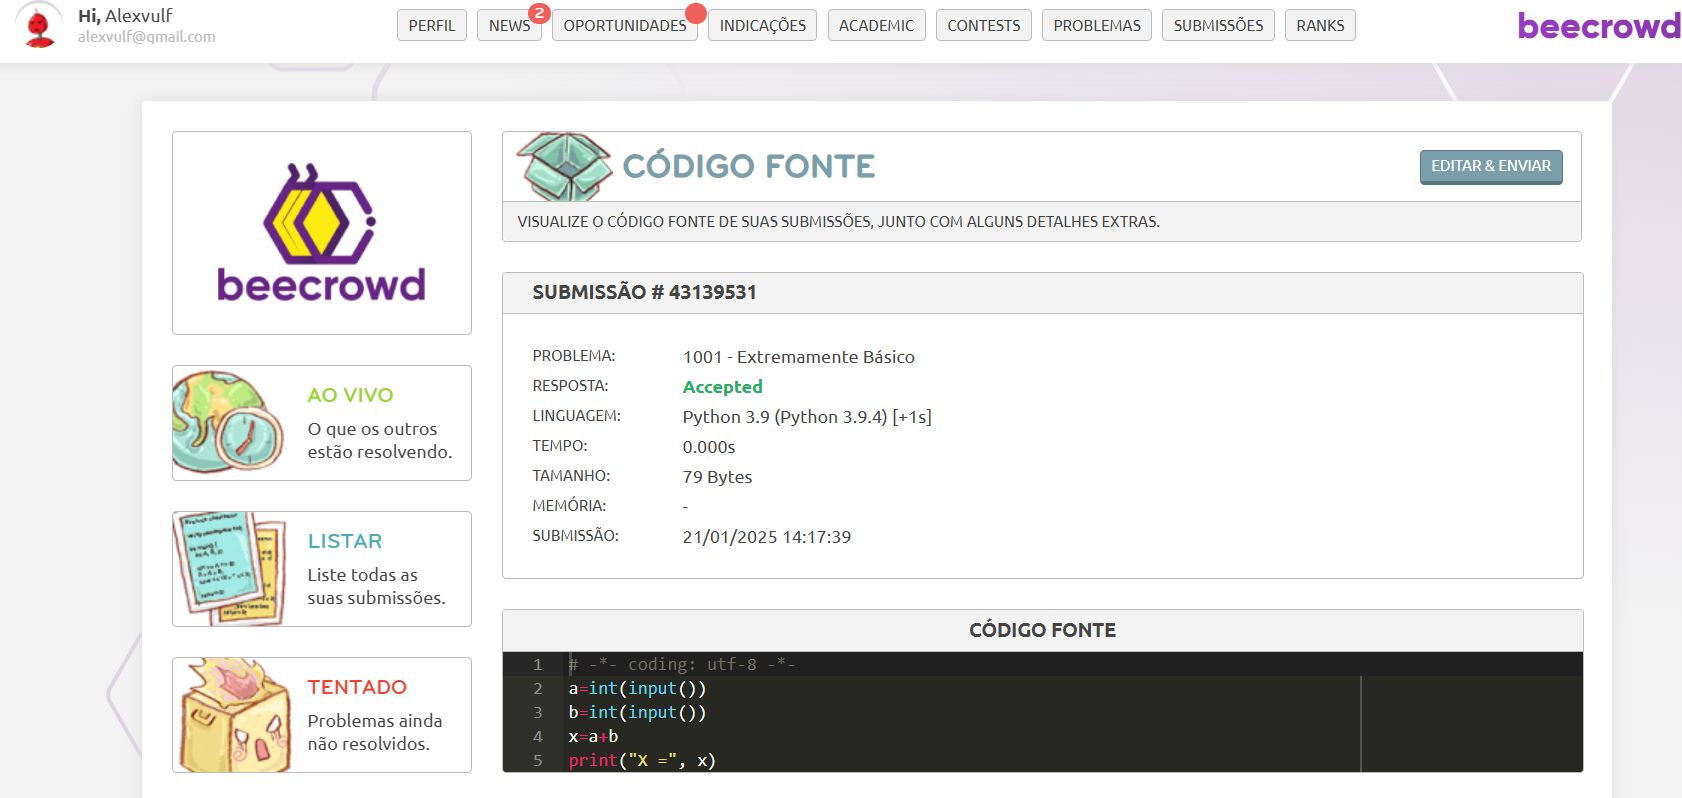 Hi, Alexvulf
alexvulf@gmail.com
PERFIL
NEWS
2
OPORTUNIDADES
INDICAÇÕES
ACADEMIC
CONTESTS
PROBLEMAS
SUBMISSÕES
RANKS
beecrowd
beecrowd
AO VIVO
O que os outros
estão resolvendo.
LISTAR
Liste todas as
suas submissões.
TENTADO
Problemas ainda
não resolvidos.
CÓDIGO FONTE
EDITAR & ENVIAR
VISUALIZE O CÓDIGO FONTE DE SUAS SUBMISSÕES, JUNTO COM ALGUNS DETALHES EXTRAS.
SUBMISSÃO # 43139531
PROBLEMA: 1001 - Extremamente Básico
RESPOSTA: Accepted
LINGUAGEM: Python 3.9 (Python 3.9.4) [+1s]
TEMPO: 0.000s
TAMANHO: 79 Bytes
MEMÓRIA: -
SUBMISSÃO: 21/01/2025 14:17:39
CÓDIGO FONTE
1 # -*- coding: utf-8 -*-
2 a=int(input())
3 b=int(input())
4 x=a+b
5 print("X =", x)